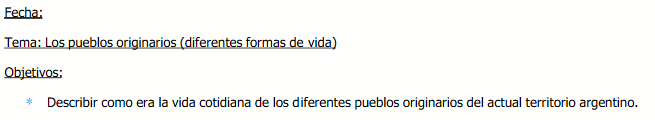 Fecha:
Tema: Los pueblos originarios (diferentes formas de vida)
Objetivos:
* Describir como era la vida cotidiana de los diferentes pueblos originarios del actual territorio argentino.